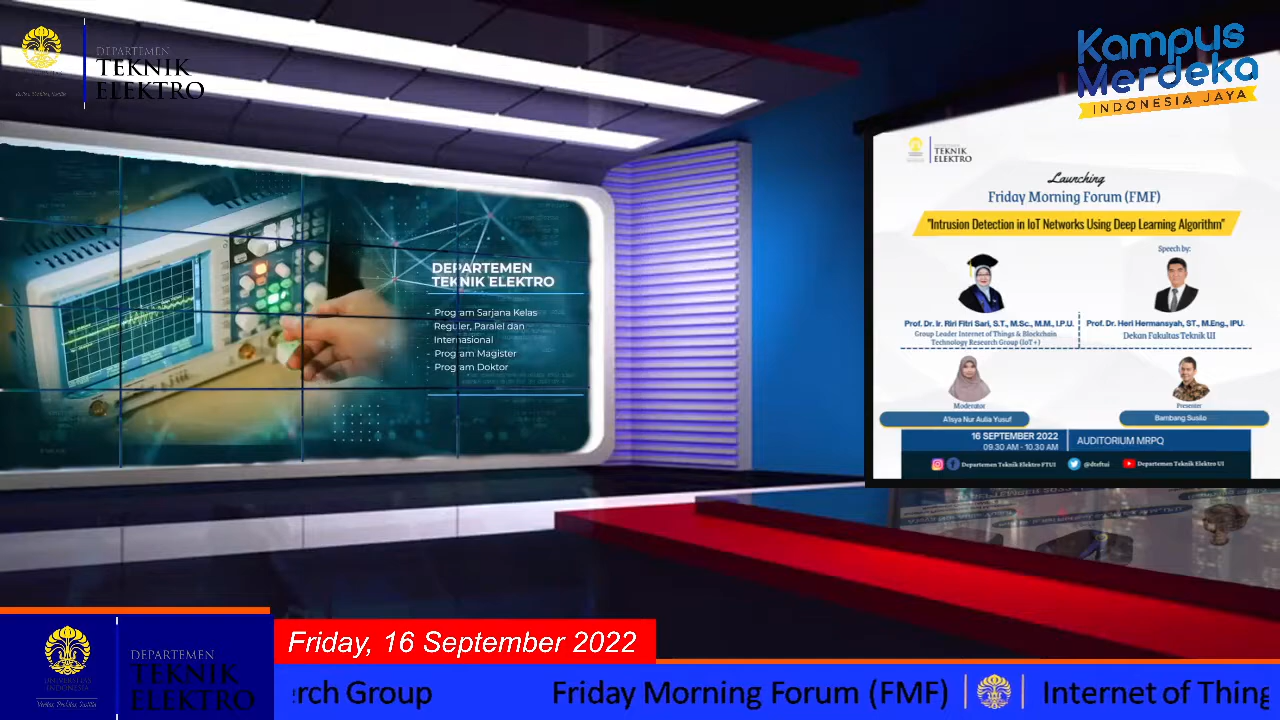 DEPARTEMEN
TEKNIK
ELEKTRO
Kampus
Merdeka
INDONESIA JAYA
DEPARTEMEN
TEKNIK ELEKTRO
- Program Sarjana Kelas
Reguler, Paralel dan
Internasional
- Program Magister
- Program Doktor
TEKNIK
ELEKTRO
Launching
Friday Morning Forum (FMF)
"Intrusion Detection in IoT Networks Using Deep Learning Algorithm"
Speech by:
Prof. Dr. Ir. Riri Fitri Sari, S.T., M.Sc., M.M., I.P.U.
Group Leader Internet of Things & Blockchain
Technology Research Group (IoT+)
Prof. Dr. Heri Hermansyah, ST., M.Eng., IPU.
Dekan Fakultas Teknik UI
Moderator
A'isya Nur Aulia Yusuf
Presenter
Bambang Susilo
16 SEPTEMBER 2022
09.30 AM - 10.30 AM
AUDITORIUM MRPQ
Departemen Teknik Elektro FTUI
@dteftui
Departemen Teknik Elektro UI
UNIVERSITAS
INDONESIA
Veritas, Probitas, Iustitia
DEPARTEMEN
TEKNIK
ELEKTRO
Friday, 16 September 2022
rch Group Friday Morning Forum (FMF) Internet of Thing